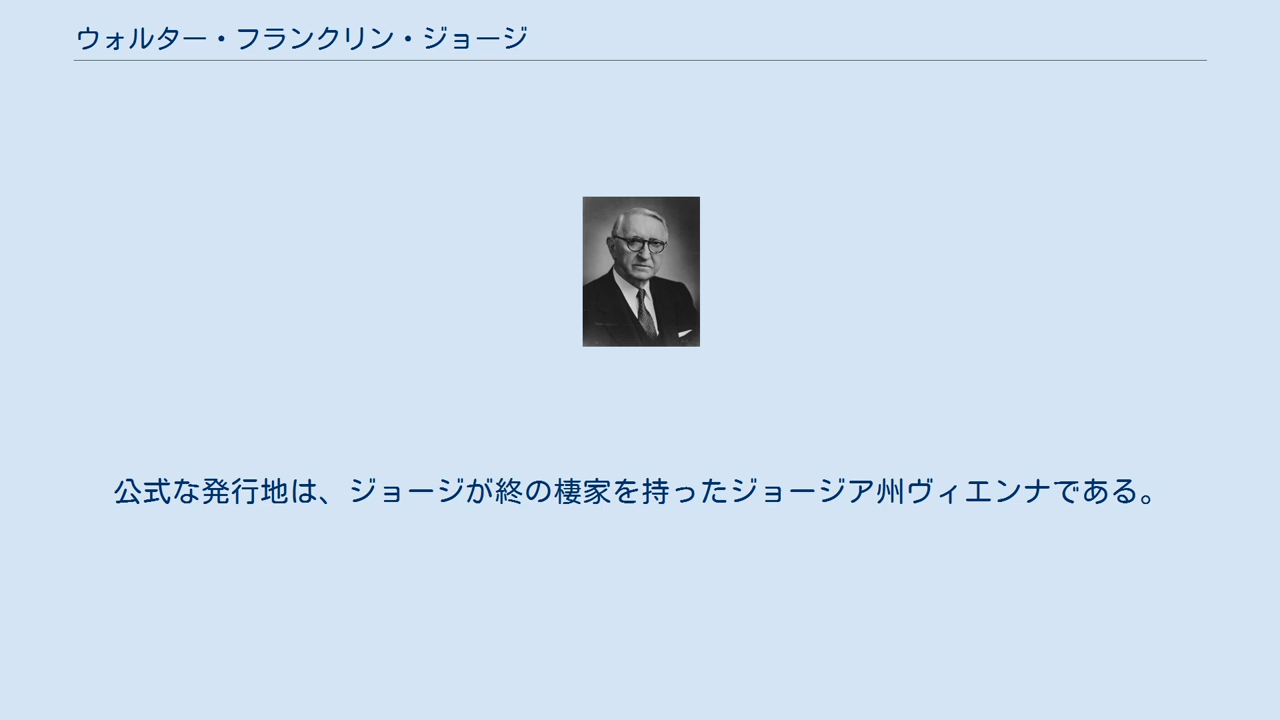 ウォルター・フランクリン・ジョージ
公式な発行地は、ジョージが終の棲家を持ったジョージア州ヴィエンナである。